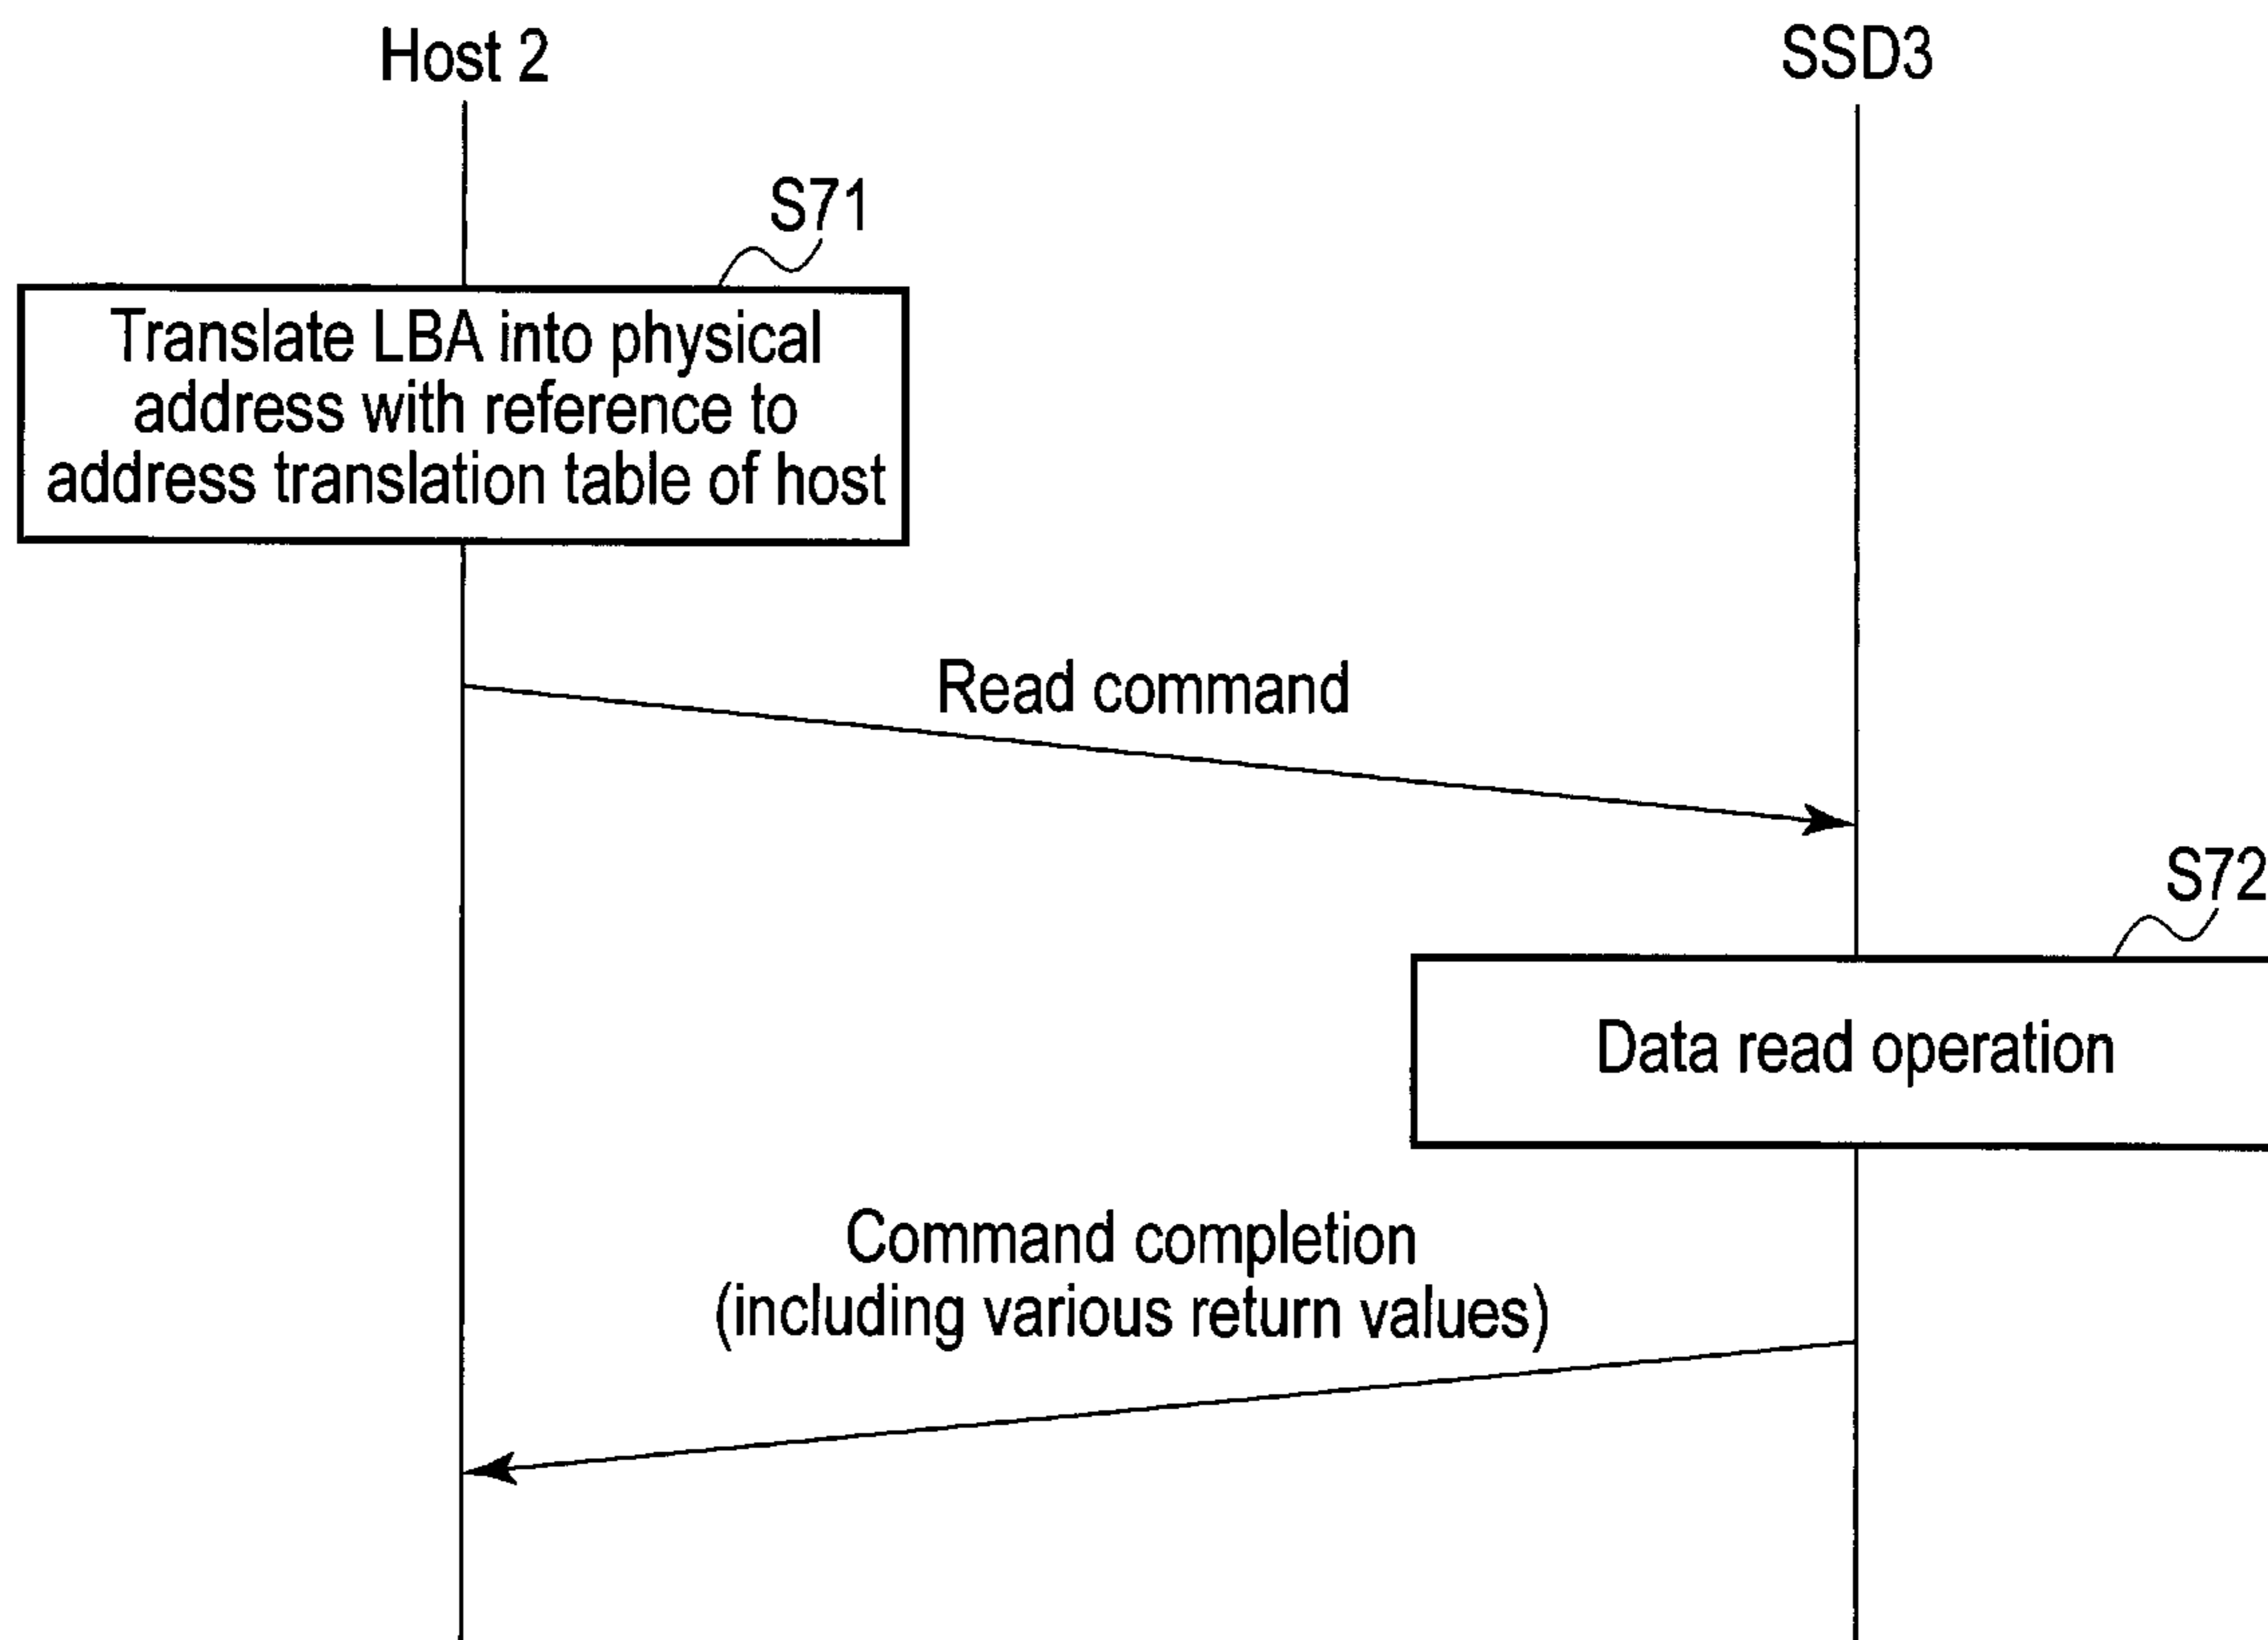 Host 2
SSD3
S71
Translate LBA into physical
address with reference to
address translation table of host
Read command
S72
Data read operation
Command completion
(including various return values)